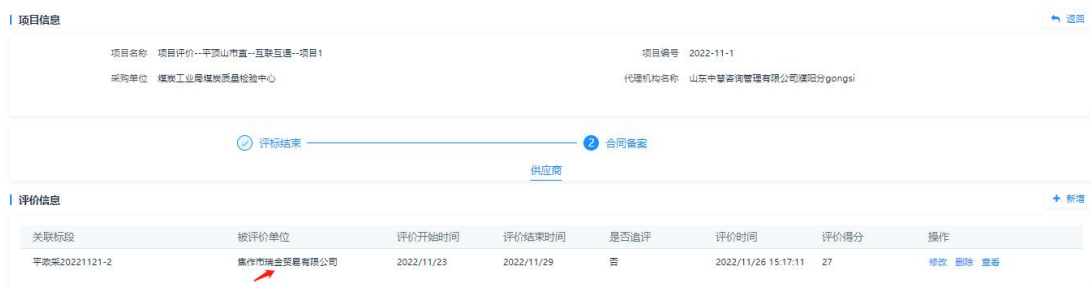 项目信息
返回
项目名称 项目评价--平顶山市直--互联互通--项目1
项目编号 2022-11-1
采购单位 煤炭工业局煤炭质量检验中心
代理机构名称 山东中慧咨询管理有限公司濮阳分gongsi
评标结束
2 合同备案
供应商
评价信息
+ 新增
关联标段 被评价单位 评价开始时间 评价结束时间 是否追评 评价时间 评价得分 操作
平政采20221121-2 焦作市瑞金贸易有限公司 2022/11/23 2022/11/29 否 2022/11/26 15:17:11 27 修改 删除 查看